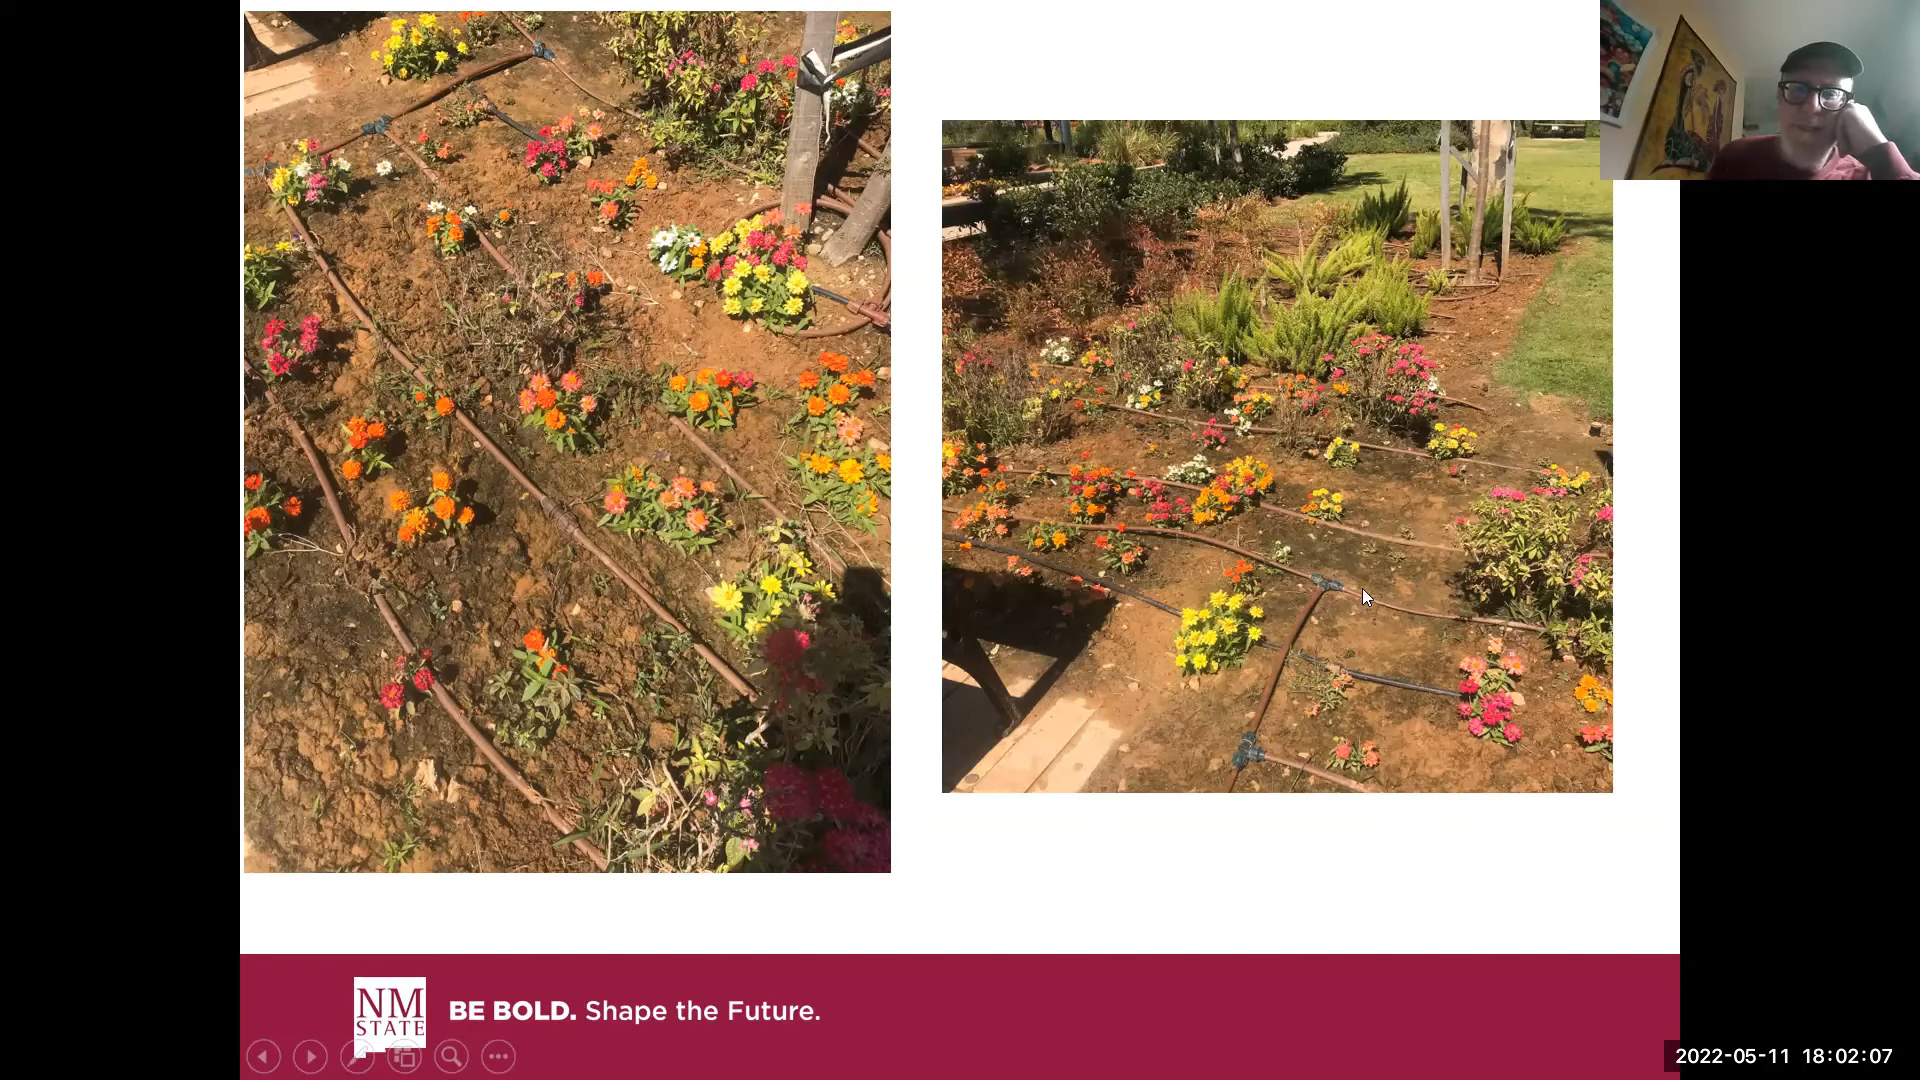 NM
STATE
BE BOLD. Shape the Future.
2022-05-11 18:02:07